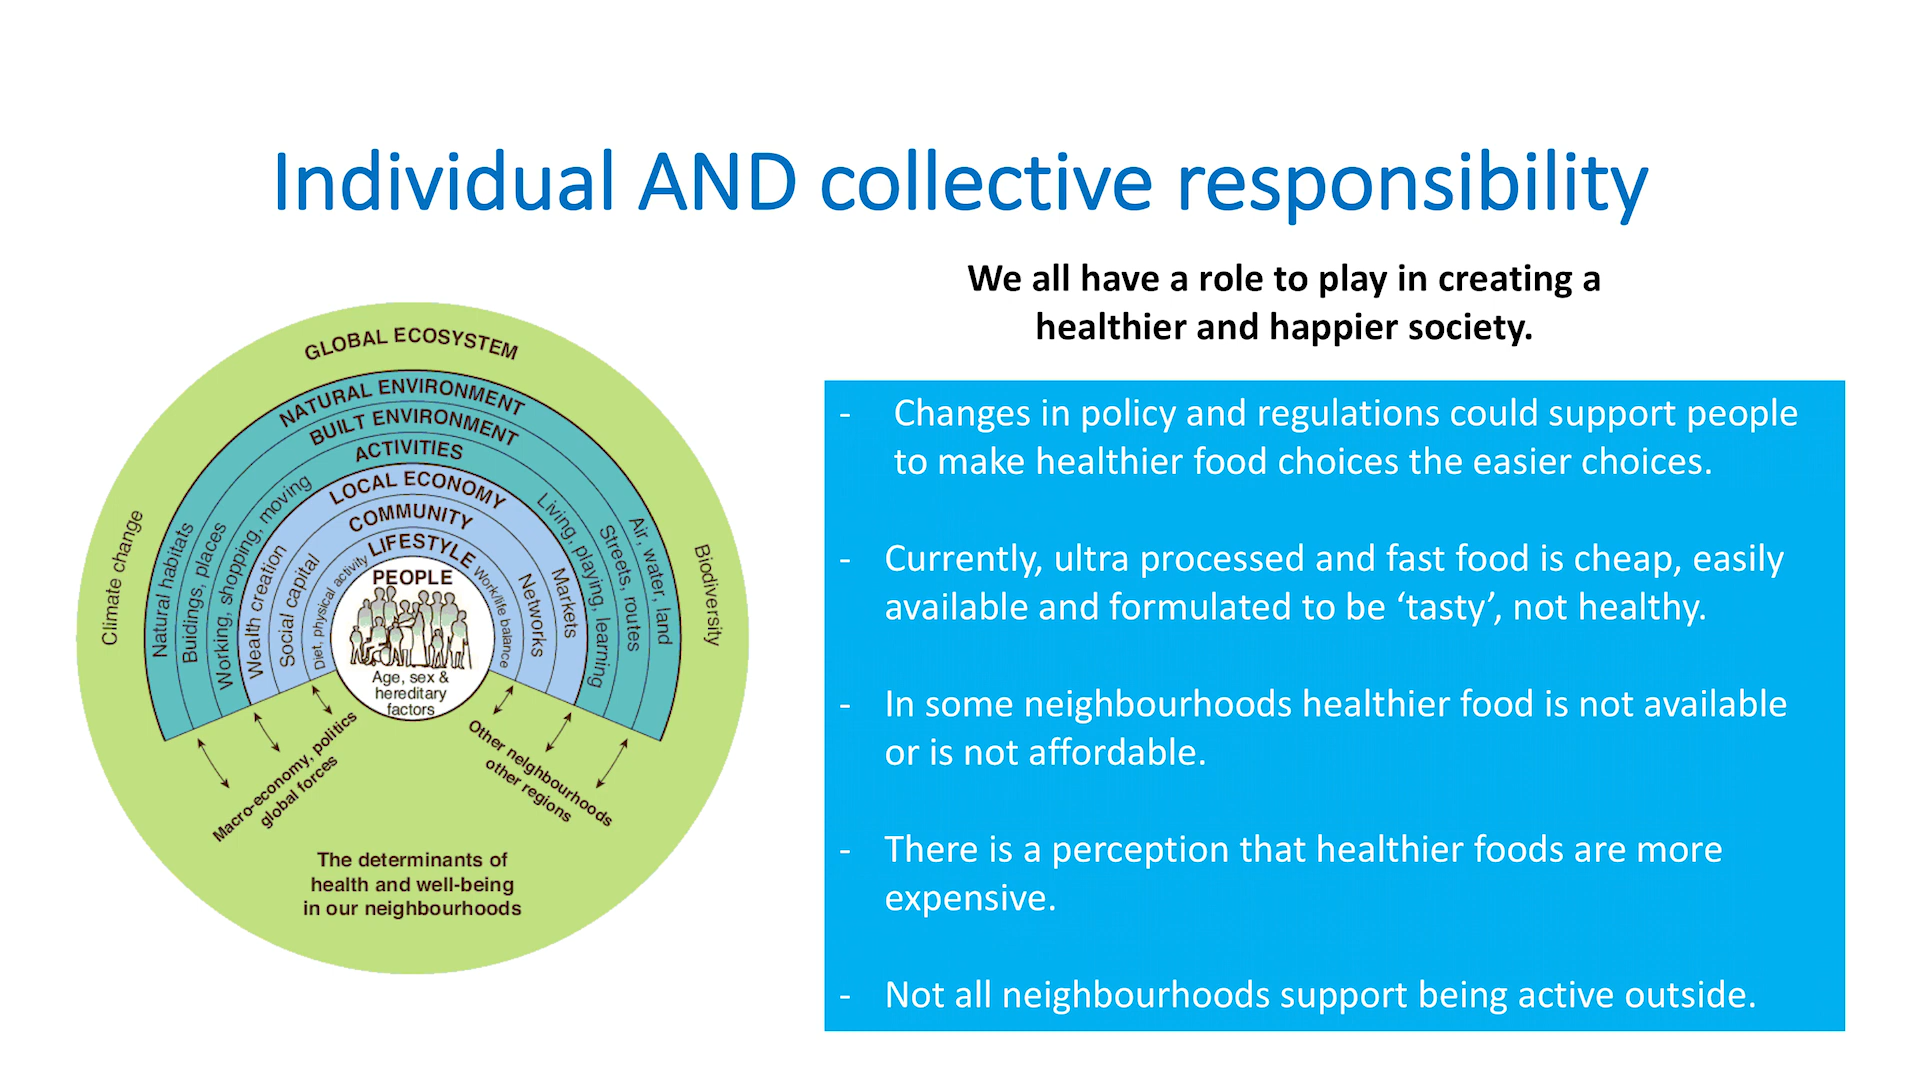 Individual AND collective responsibility
We all have a role to play in creating a
healthier and happier society.
GLOBAL ECOSYSTEM
NATURAL ENVIRONMENT
BUILT ENVIRONMENT
ACTIVITIES
LOCAL ECONOMY
COMMUNITY
LIFESTYLE
PEOPLE
Age, sex &
hereditary
factors
Climate change
Natural habitats
Buidings, places
Working, shopping, moving
Wealth creation
Social capital
Diet, physical activity
Work/life balance
Networks
Markets
Living, playing, learning
Streets, routes
Air, water, land
Biodiversity
Macro-economy, politics
global forces
Other neighbourhoods
other regions
The determinants of
health and well-being
in our neighbourhoods
- Changes in policy and regulations could support people
to make healthier food choices the easier choices.
- Currently, ultra processed and fast food is cheap, easily
available and formulated to be ‘tasty’, not healthy.
- In some neighbourhoods healthier food is not available
or is not affordable.
- There is a perception that healthier foods are more
expensive.
- Not all neighbourhoods support being active outside.